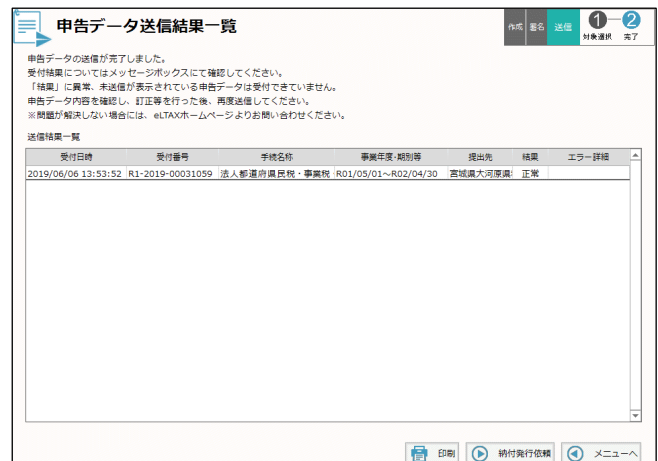 申告データ送信結果一覧
作成 署名 送信 1 2
対象選択 完了
申告データの送信が完了しました。
受付結果についてはメッセージボックスにて確認してください。
「結果」に異常、未送信が表示されている申告データは受付できていません。
申告データ内容を確認し、訂正等を行った後、再度送信してください。
※問題が解決しない場合には、eLTAXホームページよりお問い合わせください。
送信結果一覧
受付日時 受付番号 手続名称 事業年度・期別等 提出先 結果 エラー詳細
2019/06/06 13:53:52 R1-2019-00031059 法人都道府県民税・事業税 R01/05/01～R02/04/30 宮城県大河原県 正常
印刷 納付発行依頼 メニューへ